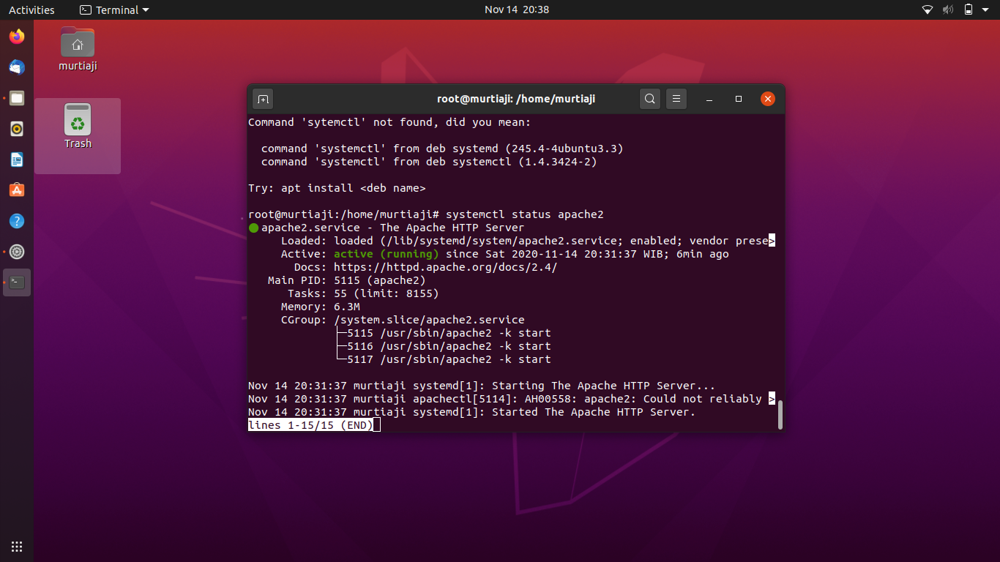 Activities
Terminal
Nov 14 20:38
murtiaji
Trash
root@murtiaji: /home/murtiaji
Command 'sytemctl' not found, did you mean:
command 'systemctl' from deb systemd (245.4-4ubuntu3.3)
command 'systemctl' from deb systemctl (1.4.3424-2)
Try: apt install <deb name>
root@murtiaji:/home/murtiaji# systemctl status apache2
● apache2.service - The Apache HTTP Server
Loaded: loaded (/lib/systemd/system/apache2.service; enabled; vendor prese>
Active: active (running) since Sat 2020-11-14 20:31:37 WIB; 6min ago
Docs: https://httpd.apache.org/docs/2.4/
Main PID: 5115 (apache2)
Tasks: 55 (limit: 8155)
Memory: 6.3M
CGroup: /system.slice/apache2.service
├─5115 /usr/sbin/apache2 -k start
├─5116 /usr/sbin/apache2 -k start
└─5117 /usr/sbin/apache2 -k start
Nov 14 20:31:37 murtiaji systemd[1]: Starting The Apache HTTP Server...
Nov 14 20:31:37 murtiaji apachectl[5114]: AH00558: apache2: Could not reliably >
Nov 14 20:31:37 murtiaji systemd[1]: Started The Apache HTTP Server.
lines 1-15/15 (END)